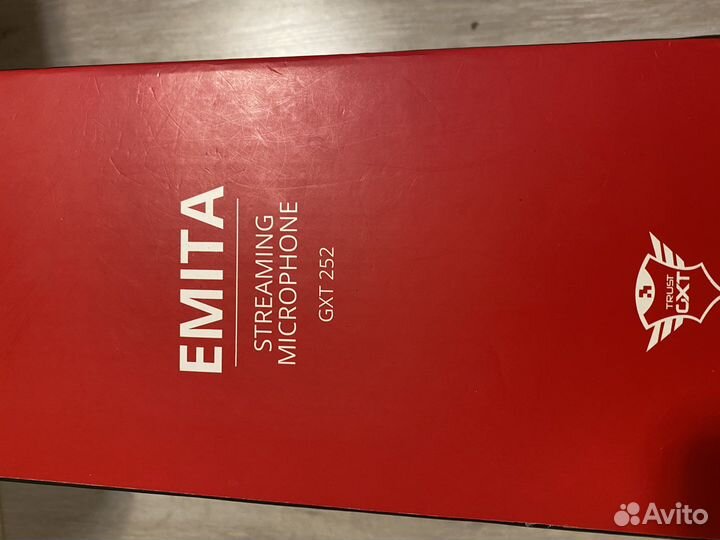 EMITA
STREAMING
MICROPHONE
GXT 252
TRUST
GXT
Avito